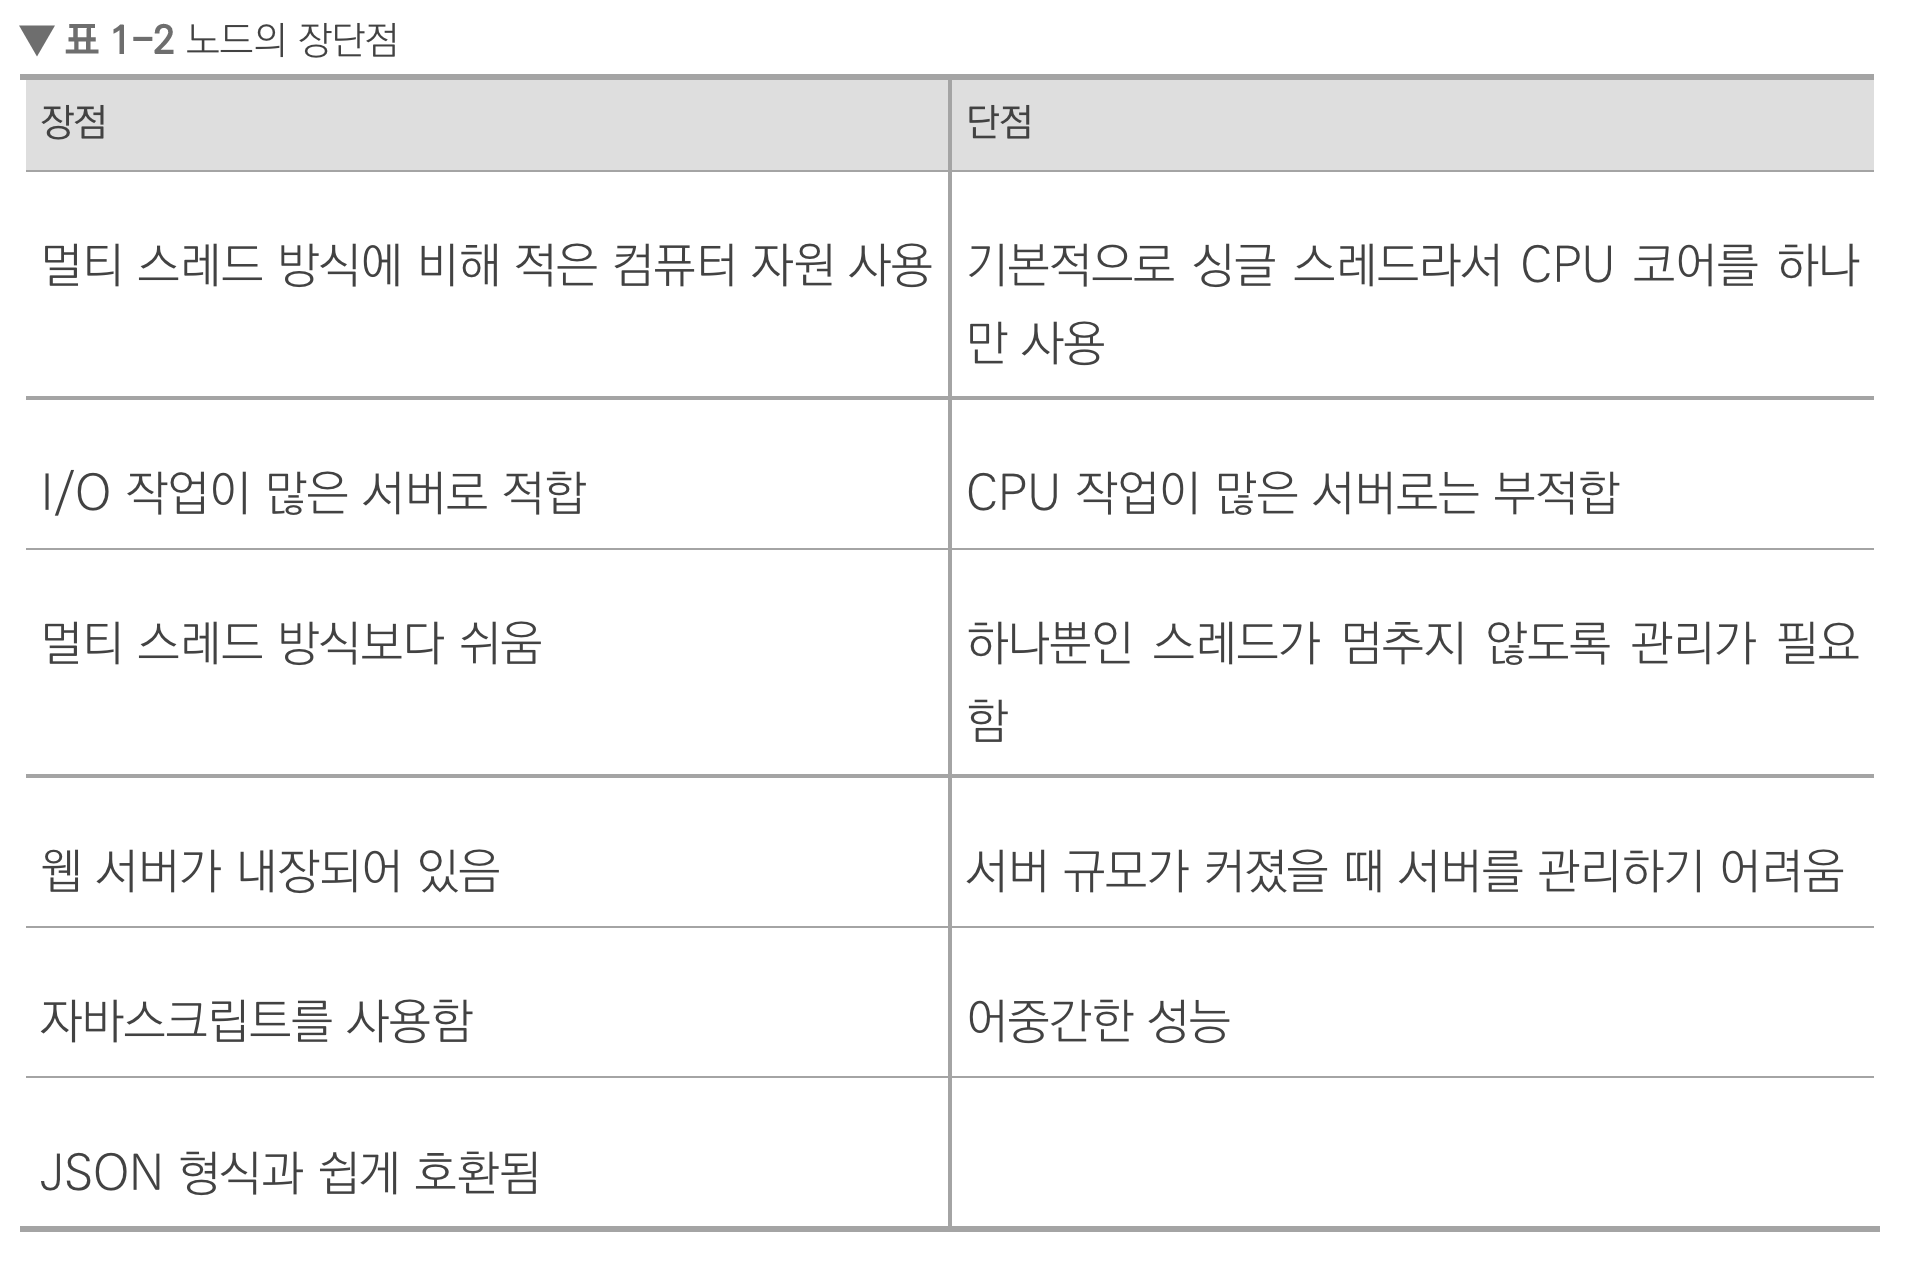 ▼ 표 1-2 노드의 장단점
장점
단점
멀티 스레드 방식에 비해 적은 컴퓨터 자원 사용
기본적으로 싱글 스레드라서 CPU 코어를 하나
만 사용
I/O 작업이 많은 서버로 적합
CPU 작업이 많은 서버로는 부적합
멀티 스레드 방식보다 쉬움
하나뿐인 스레드가 멈추지 않도록 관리가 필요
함
웹 서버가 내장되어 있음
서버 규모가 커졌을 때 서버를 관리하기 어려움
자바스크립트를 사용함
어중간한 성능
JSON 형식과 쉽게 호환됨